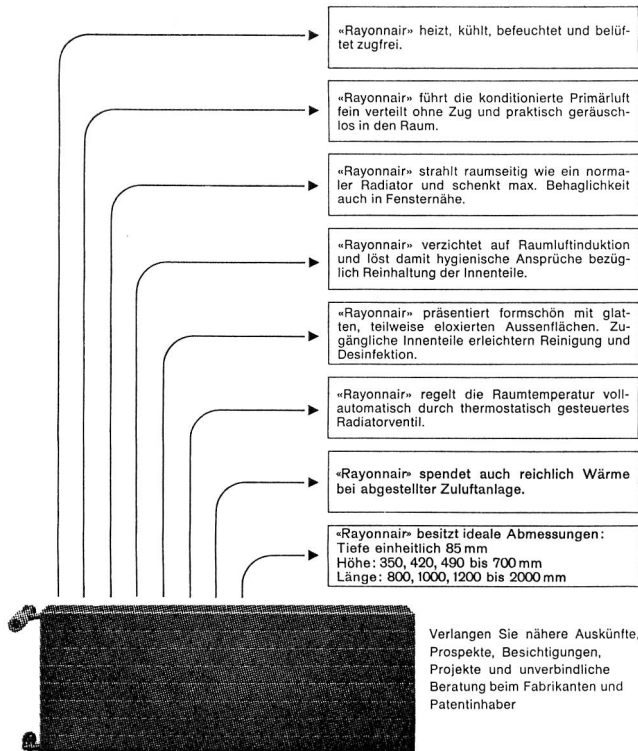 «Rayonnair» heizt, kühlt, befeuchtet und belüf-
tet zugfrei.
«Rayonnair» führt die konditionierte Primärluft
fein verteilt ohne Zug und praktisch geräusch-
los in den Raum.
«Rayonnair» strahlt raumseitig wie ein norma-
ler Radiator und schenkt max. Behaglichkeit
auch in Fensternähe.
«Rayonnair» verzichtet auf Raumluftinduktion
und löst damit hygienische Ansprüche bezüg-
lich Reinhaltung der Innenteile.
«Rayonnair» präsentiert formschön mit glat-
ten, teilweise eloxierten Aussenflächen. Zu-
gängliche Innenteile erleichtern Reinigung und
Desinfektion.
«Rayonnair» regelt die Raumtemperatur voll-
automatisch durch thermostatisch gesteuertes
Radiatorventil.
«Rayonnair» spendet auch reichlich Wärme
bei abgestellter Zuluftanlage.
«Rayonnair» besitzt ideale Abmessungen:
Tiefe einheitlich 85 mm
Höhe: 350, 420, 490 bis 700 mm
Länge: 800, 1000, 1200 bis 2000 mm
Verlangen Sie nähere Auskünfte,
Prospekte, Besichtigungen,
Projekte und unverbindliche
Beratung beim Fabrikanten und
Patentinhaber